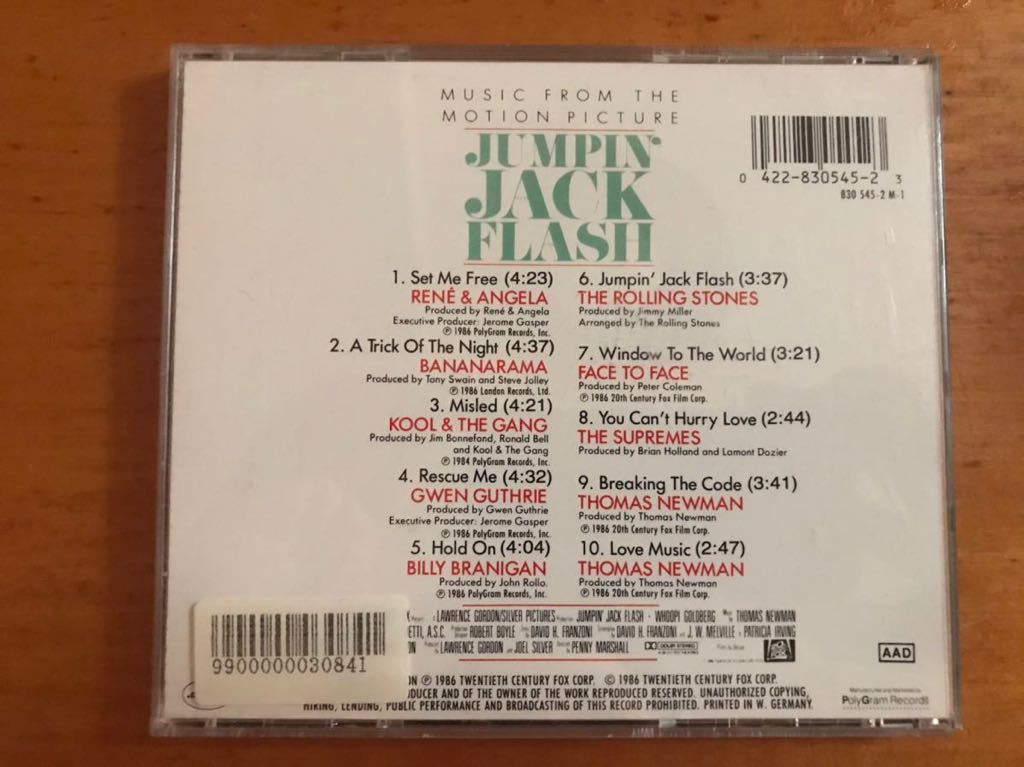 MUSIC FROM THE
MOTION PICTURE
JUMPIN'
JACK
FLASH
0 422-830545-2 3
830 545-2 M-1
1. Set Me Free (4:23)
RENÉ & ANGELA
Produced by René & Angela
Executive Producer: Jerome Gasper
℗ 1986 PolyGram Records, Inc.
2. A Trick Of The Night (4:37)
BANANARAMA
Produced by Tony Swain and Steve Jolley
℗ 1986 London Records, Ltd.
3. Misled (4:21)
KOOL & THE GANG
Produced by Jim Bonnefond, Ronald Bell
and Kool & The Gang
℗ 1984 PolyGram Records, Inc.
4. Rescue Me (4:32)
GWEN GUTHRIE
Produced by Gwen Guthrie
Executive Producer: Jerome Gasper
℗ 1986 PolyGram Records, Inc.
5. Hold On (4:04)
BILLY BRANIGAN
Produced by John Rollo.
℗ 1986 PolyGram Records, Inc.
6. Jumpin' Jack Flash (3:37)
THE ROLLING STONES
Produced by Jimmy Miller
Arranged by The Rolling Stones
7. Window To The World (3:21)
FACE TO FACE
Produced by Peter Coleman
℗ 1986 20th Century Fox Film Corp.
8. You Can't Hurry Love (2:44)
THE SUPREMES
Produced by Brian Holland and Lamont Dozier
9. Breaking The Code (3:41)
THOMAS NEWMAN
Produced by Thomas Newman
℗ 1986 20th Century Fox Film Corp.
10. Love Music (2:47)
THOMAS NEWMAN
Produced by Thomas Newman
℗ 1986 20th Century Fox Film Corp.
LAWRENCE GORDON/SILVER PICTURES JUMPIN' JACK FLASH - WHOOPI GOLDBERG THOMAS NEWMAN
ETTI, A.S.C. ROBERT BOYLE DAVID H. FRANZONI DAVID H. FRANZONI J. W. MELVILLE & PATRICIA IRVING
ON LAWRENCE GORDON JOEL SILVER PENNY MARSHALL DOLBY STEREO
9900000030841
AAD
ON ℗ 1986 TWENTIETH CENTURY FOX CORP. © 1986 TWENTIETH CENTURY FOX CORP.
DUCER AND OF THE OWNER OF THE WORK REPRODUCED RESERVED. UNAUTHORIZED COPYING,
HIRING, LENDING, PUBLIC PERFORMANCE AND BROADCASTING OF THIS RECORD PROHIBITED. PRINTED IN W. GERMANY.
Manufactured and Marketed by
PolyGram Records